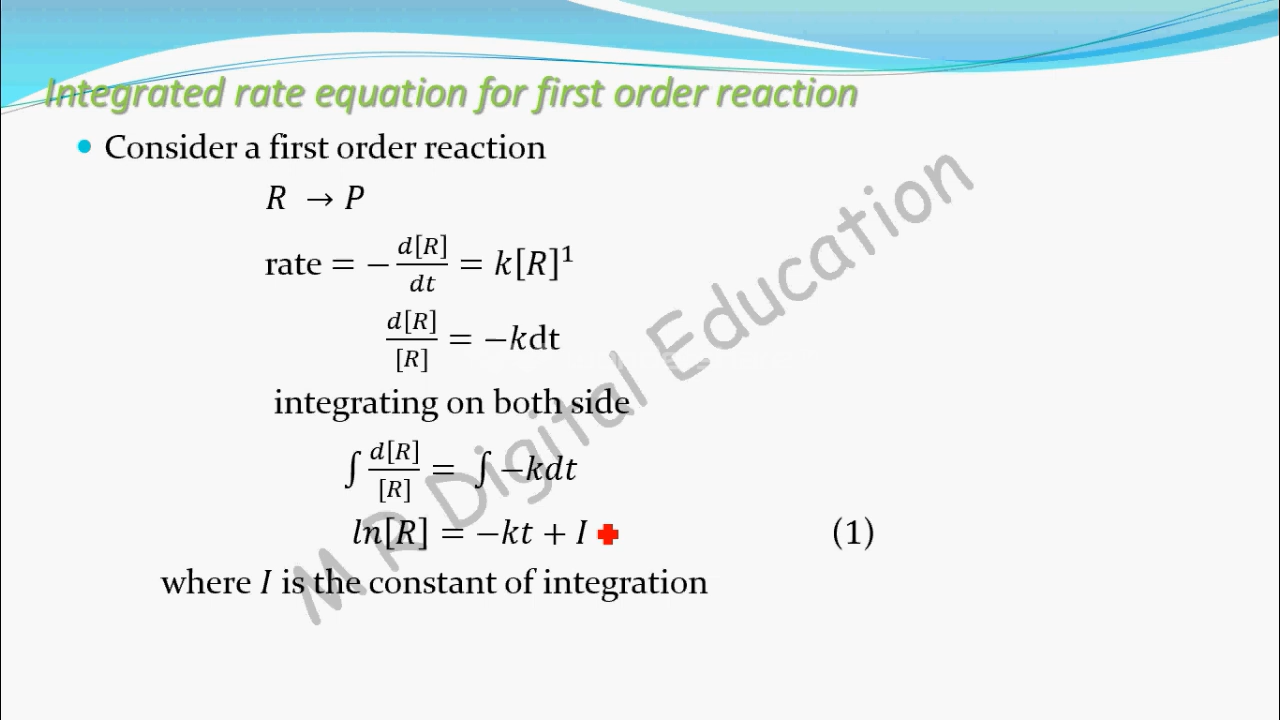 Integrated rate equation for first order reaction
• Consider a first order reaction
R → P
rate = − d[R]/dt = k[R]¹
d[R]/[R] = −kdt
integrating on both side
∫ d[R]/[R] = ∫ −kdt
ln[R] = −kt + I (1)
where I is the constant of integration
M R Digital Education